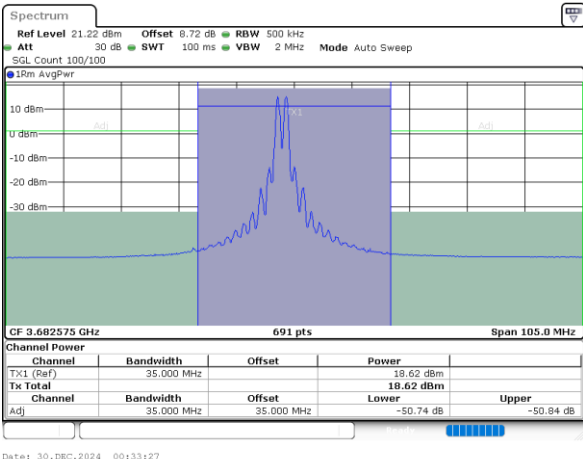 Spectrum
Ref Level 21.22 dBm Offset 8.72 dB RBW 500 kHz
Att 30 dB SWT 100 ms VBW 2 MHz Mode Auto Sweep
SGL Count 100/100
1Rm AvgPwr
10 dBm
TX1
Adj Adj
0 dBm
-10 dBm
-20 dBm
-30 dBm
CF 3.682575 GHz 691 pts Span 105.0 MHz
Channel Power
Channel Bandwidth Offset Power
TX1 (Ref) 35.000 MHz 18.62 dBm
Tx Total 18.62 dBm
Channel Bandwidth Offset Lower Upper
Adj 35.000 MHz 35.000 MHz -50.74 dB -50.84 dB
Ready
Date: 30.DEC.2024 00:33:27